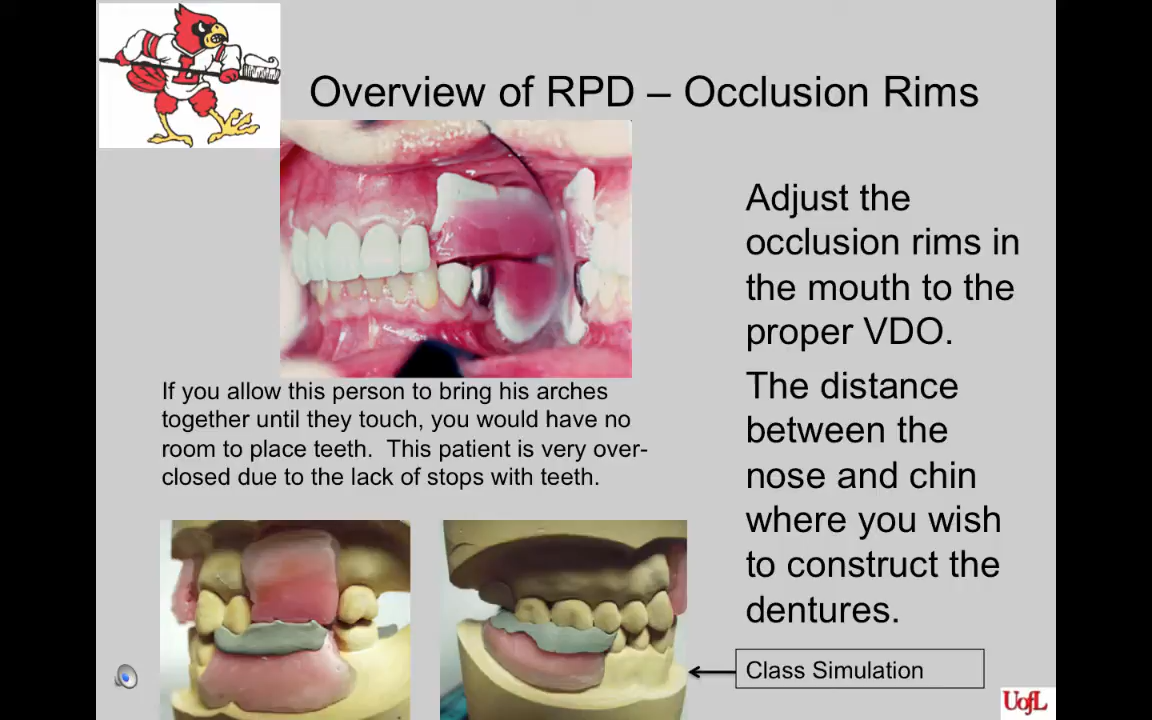 Overview of RPD – Occlusion Rims
Adjust the
occlusion rims in
the mouth to the
proper VDO.
The distance
between the
nose and chin
where you wish
to construct the
dentures.
If you allow this person to bring his arches
together until they touch, you would have no
room to place teeth.  This patient is very over-
closed due to the lack of stops with teeth.
Class Simulation
UofL